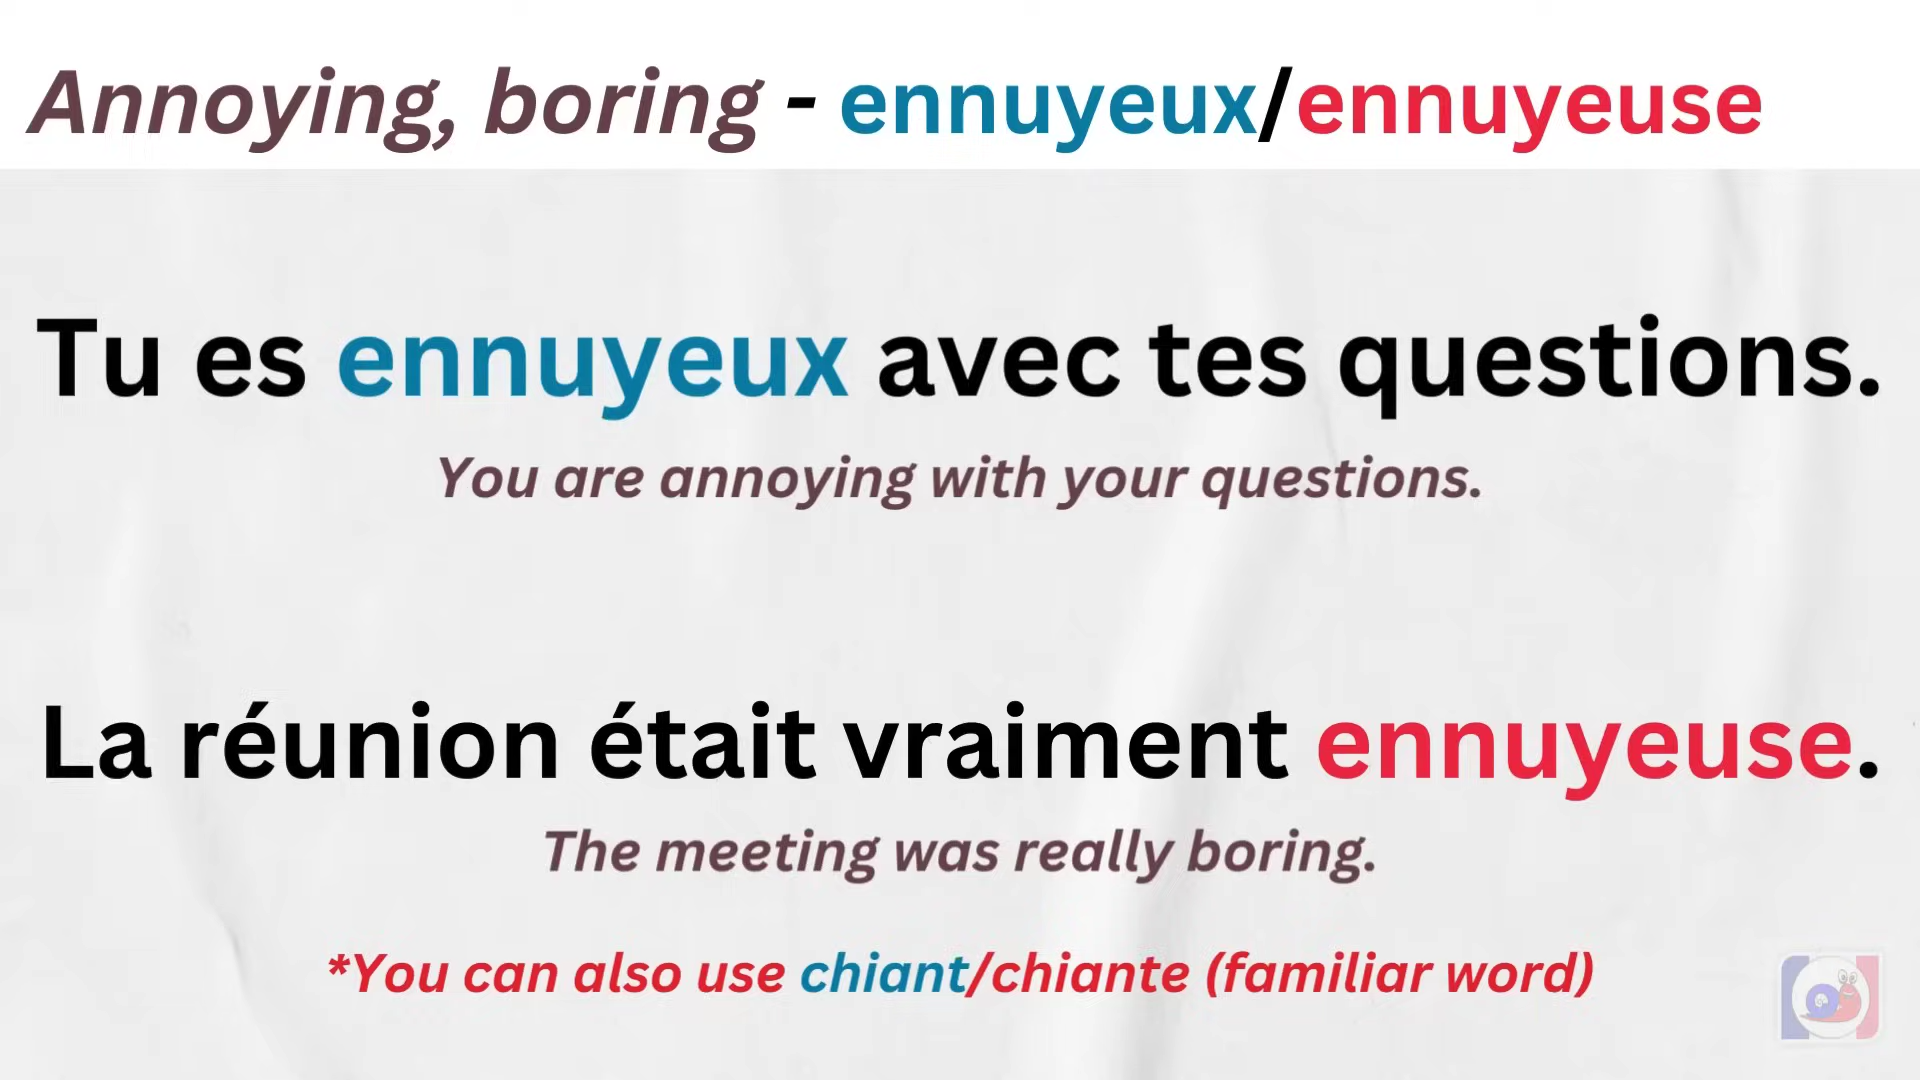 Annoying, boring - ennuyeux/ennuyeuse
Tu es ennuyeux avec tes questions.
You are annoying with your questions.
La réunion était vraiment ennuyeuse.
The meeting was really boring.
*You can also use chiant/chiante (familiar word)